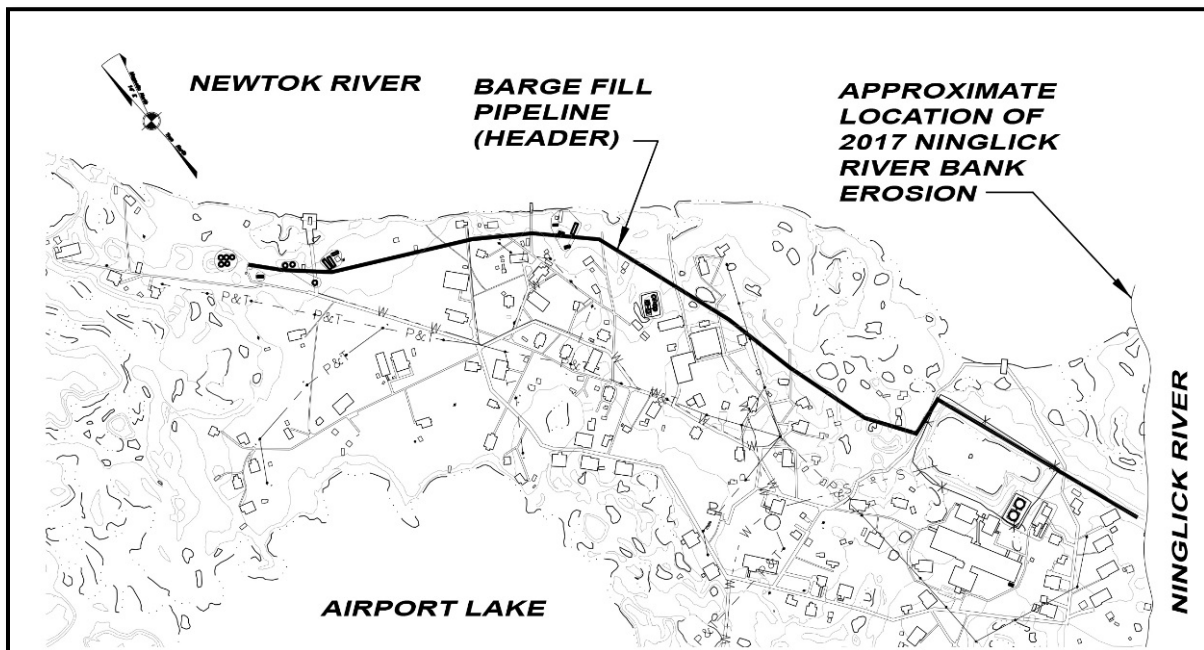 NEWTOK RIVER
BARGE FILL
PIPELINE
(HEADER)
APPROXIMATE
LOCATION OF
2017 NINGLICK
RIVER BANK
EROSION
P&T
P&T
W
W
P&T
P&T
W
W
W
W
W
S
S
W
W
NINGLICK RIVER
AIRPORT LAKE